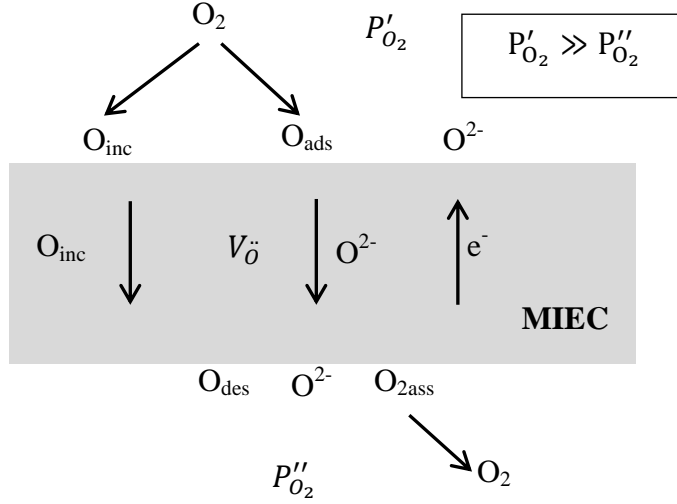 O₂ P′O₂ P′O₂ ≫ P″O₂
Oinc Oads O²⁻
Oinc VÖ O²⁻ e⁻
MIEC
Odes O²⁻ O₂ass
P″O₂ O₂